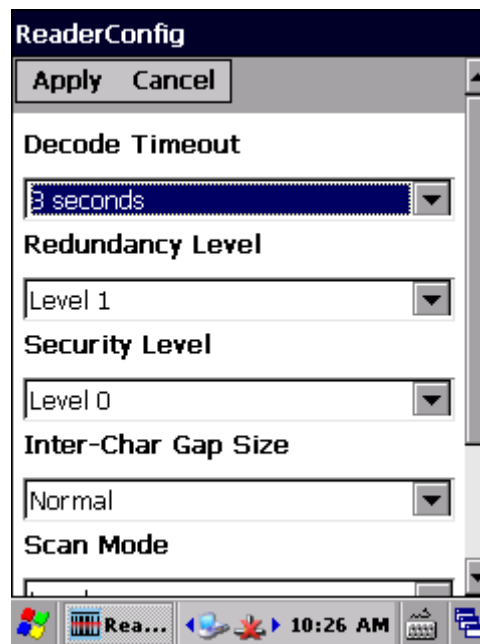 ReaderConfig
Apply Cancel
Decode Timeout
3 seconds
Redundancy Level
Level 1
Security Level
Level 0
Inter-Char Gap Size
Normal
Scan Mode
Rea... 10:26 AM